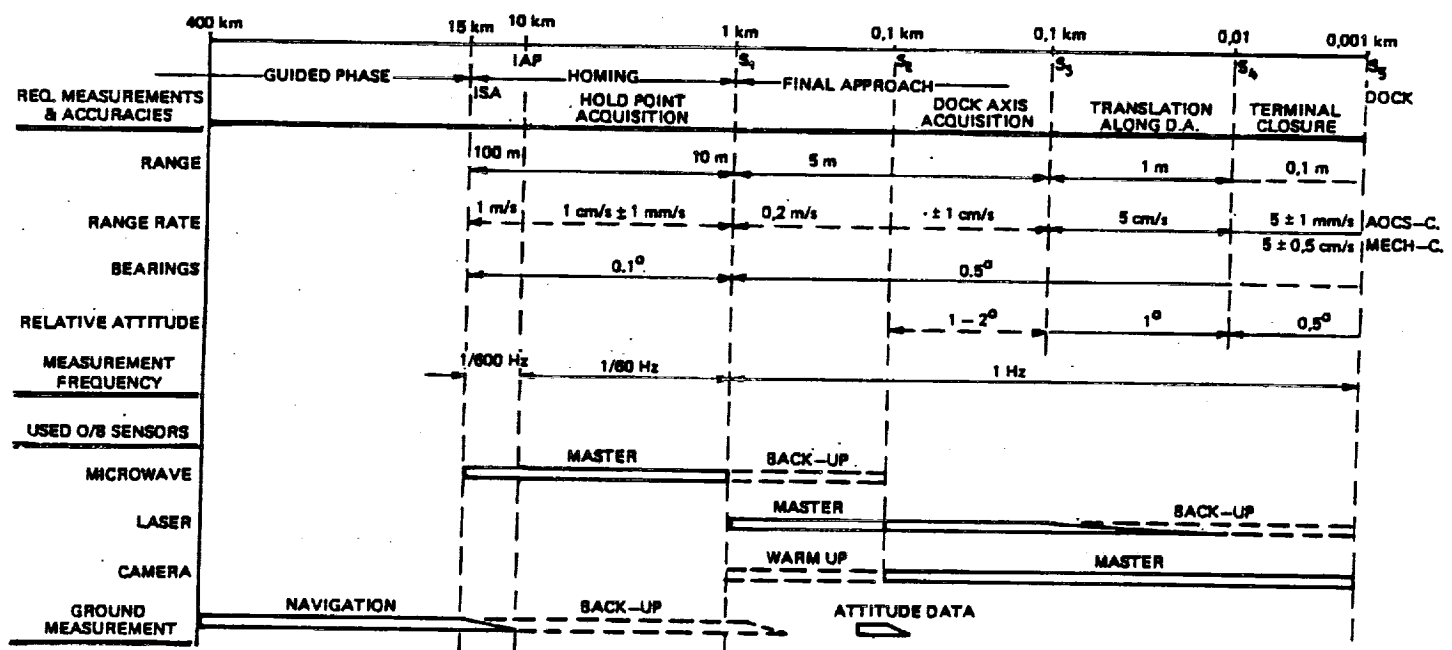 400 km 15 km 10 km 1 km 0,1 km 0,1 km 0,01 0,001 km
IAP S₁ S₂ S₃ S₄ S₅
GUIDED PHASE HOMING FINAL APPROACH
ISA DOCK
REQ. MEASUREMENTS & ACCURACIES
HOLD POINT ACQUISITION
DOCK AXIS ACQUISITION
TRANSLATION ALONG D.A.
TERMINAL CLOSURE
RANGE 100 m 10 m 5 m 1 m 0,1 m
RANGE RATE 1 m/s 1 cm/s ± 1 mm/s 0,2 m/s ± 1 cm/s 5 cm/s 5 ± 1 mm/s AOCS–C.
5 ± 0,5 cm/s MECH–C.
BEARINGS 0.1° 0.5°
RELATIVE ATTITUDE 1 – 2° 1° 0,5°
MEASUREMENT FREQUENCY 1/600 Hz 1/60 Hz 1 Hz
USED O/B SENSORS
MICROWAVE MASTER BACK–UP
LASER MASTER BACK–UP
CAMERA WARM UP MASTER
GROUND MEASUREMENT NAVIGATION BACK–UP ATTITUDE DATA